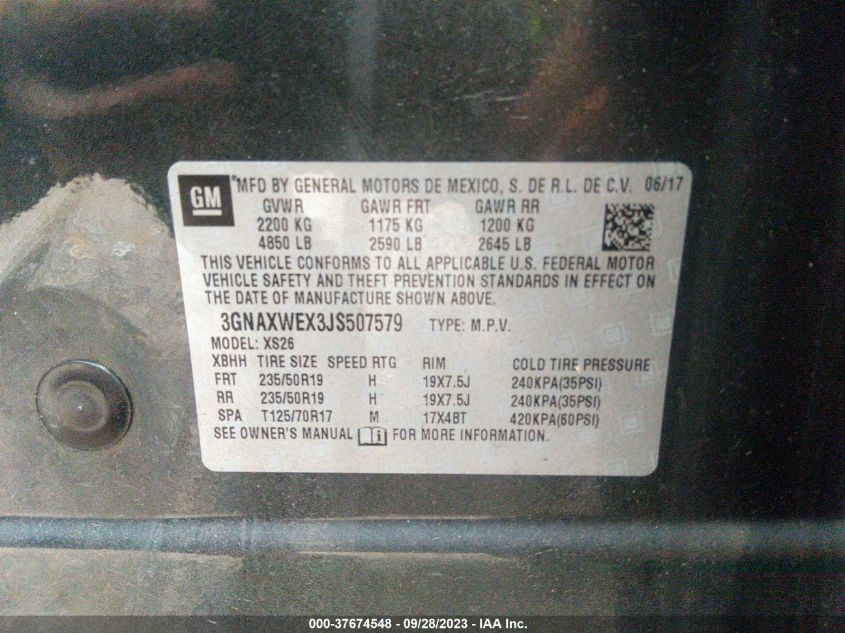 GM
*MFD BY GENERAL MOTORS DE MEXICO, S. DE R.L. DE C.V. 06/17
GVWR GAWR FRT GAWR RR
2200 KG 1175 KG 1200 KG
4850 LB 2590 LB 2645 LB
THIS VEHICLE CONFORMS TO ALL APPLICABLE U.S. FEDERAL MOTOR
VEHICLE SAFETY AND THEFT PREVENTION STANDARDS IN EFFECT ON
THE DATE OF MANUFACTURE SHOWN ABOVE.
3GNAXWEX3JS507579 TYPE: M.P.V.
MODEL: XS26
XBHH TIRE SIZE SPEED RTG RIM COLD TIRE PRESSURE
FRT 235/50R19 H 19X7.5J 240KPA(35PSI)
RR 235/50R19 H 19X7.5J 240KPA(35PSI)
SPA T125/70R17 M 17X4BT 420KPA(60PSI)
SEE OWNER'S MANUAL i FOR MORE INFORMATION.
000-37674548 - 09/28/2023 - IAA Inc.